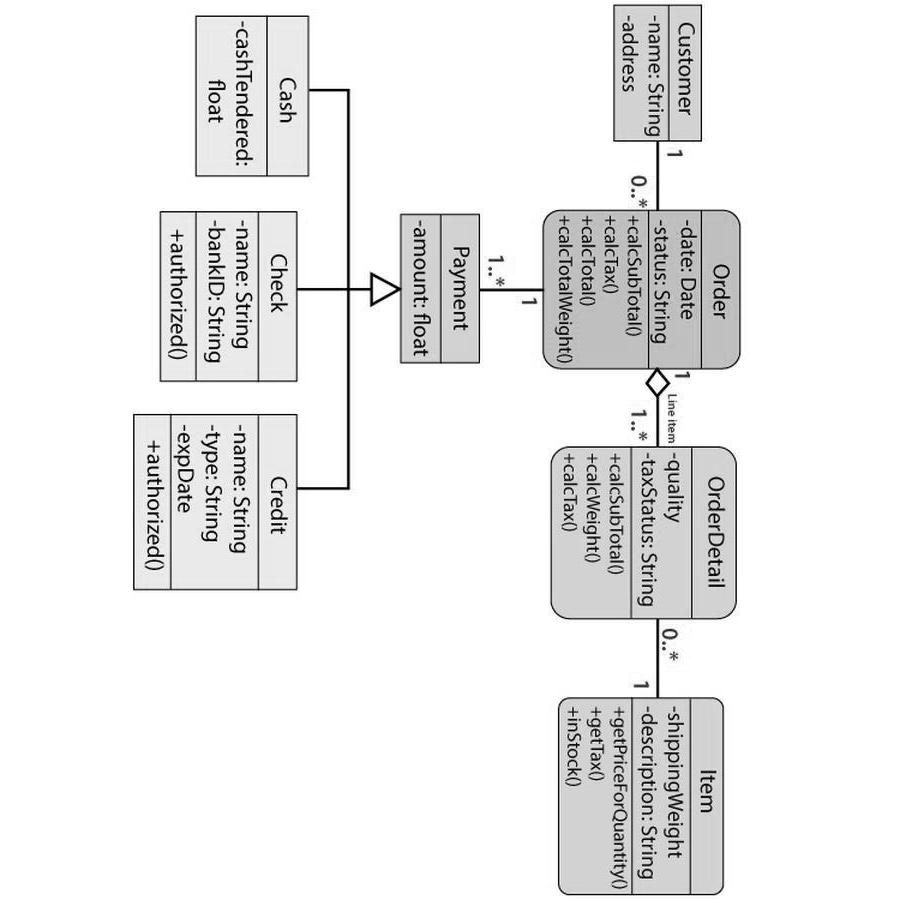 Customer
-name: String
-address
1
0..*
Order
-date: Date
-status: String
+calcSubTotal()
+calcTax()
+calcTotal()
+calcTotalWeight()
1
Line item
1..*
OrderDetail
-quality
-taxStatus: String
+calcSubTotal()
+calcWeight()
+calcTax()
0..*
1
Item
-shippingWeight
-description: String
+getPriceForQuantity()
+getTax()
+inStock()
1
1..*
Payment
-amount: float
Cash
-cashTendered:
float
Check
-name: String
-bankID: String
+authorized()
Credit
-name: String
-type: String
-expDate
+authorized()